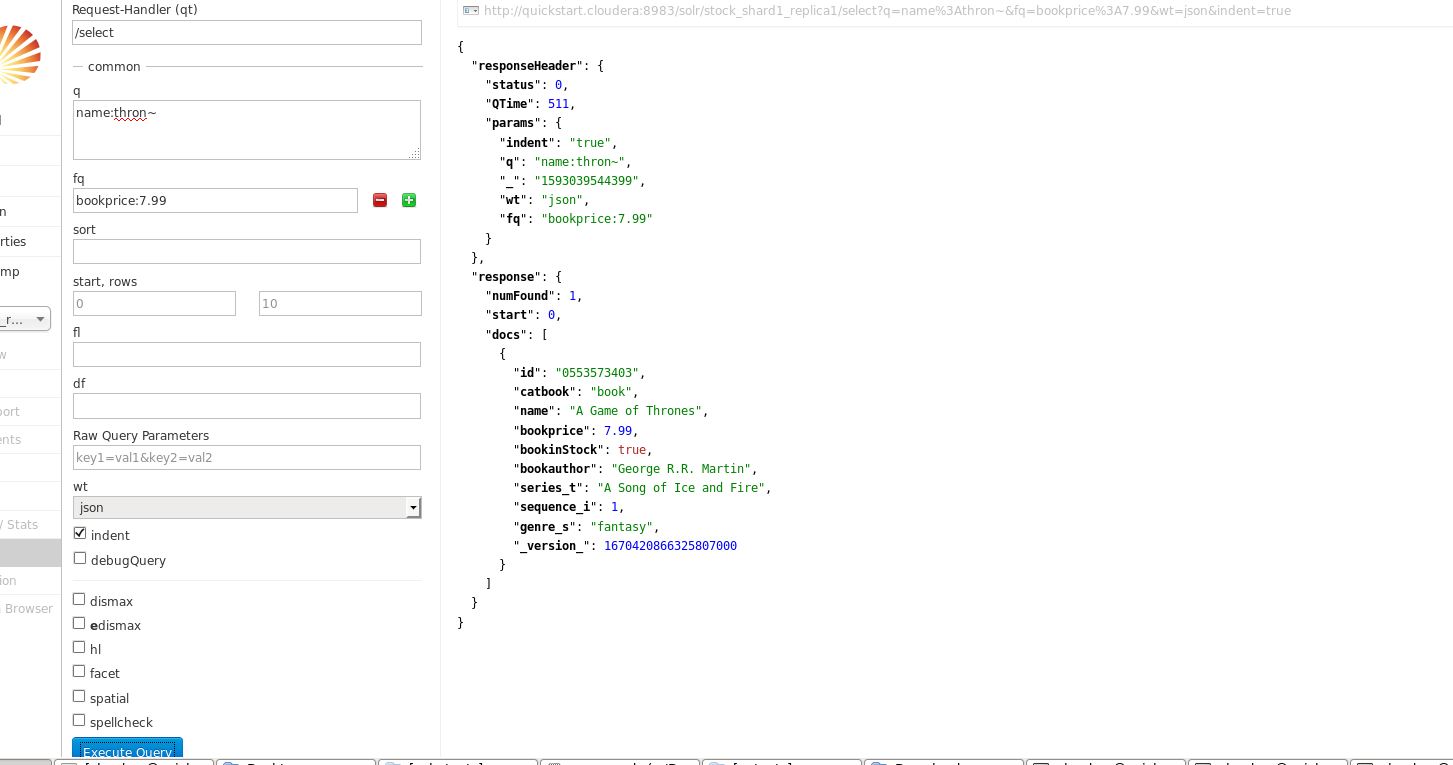 Request-Handler (qt)
/select
common
q
name:thron~
fq
bookprice:7.99
sort
start, rows
0
10
fl
df
Raw Query Parameters
key1=val1&key2=val2
wt
json
indent
debugQuery
dismax
edismax
hl
facet
spatial
spellcheck
Execute Query
rties
mp
_r...
w
port
ents
/ Stats
ion
Browser
http://quickstart.cloudera:8983/solr/stock_shard1_replica1/select?q=name%3Athron~&fq=bookprice%3A7.99&wt=json&indent=true
{
"responseHeader": {
"status": 0,
"QTime": 511,
"params": {
"indent": "true",
"q": "name:thron~",
"_": "1593039544399",
"wt": "json",
"fq": "bookprice:7.99"
}
},
"response": {
"numFound": 1,
"start": 0,
"docs": [
{
"id": "0553573403",
"catbook": "book",
"name": "A Game of Thrones",
"bookprice": 7.99,
"bookinStock": true,
"bookauthor": "George R.R. Martin",
"series_t": "A Song of Ice and Fire",
"sequence_i": 1,
"genre_s": "fantasy",
"_version_": 1670420866325807000
}
]
}
}